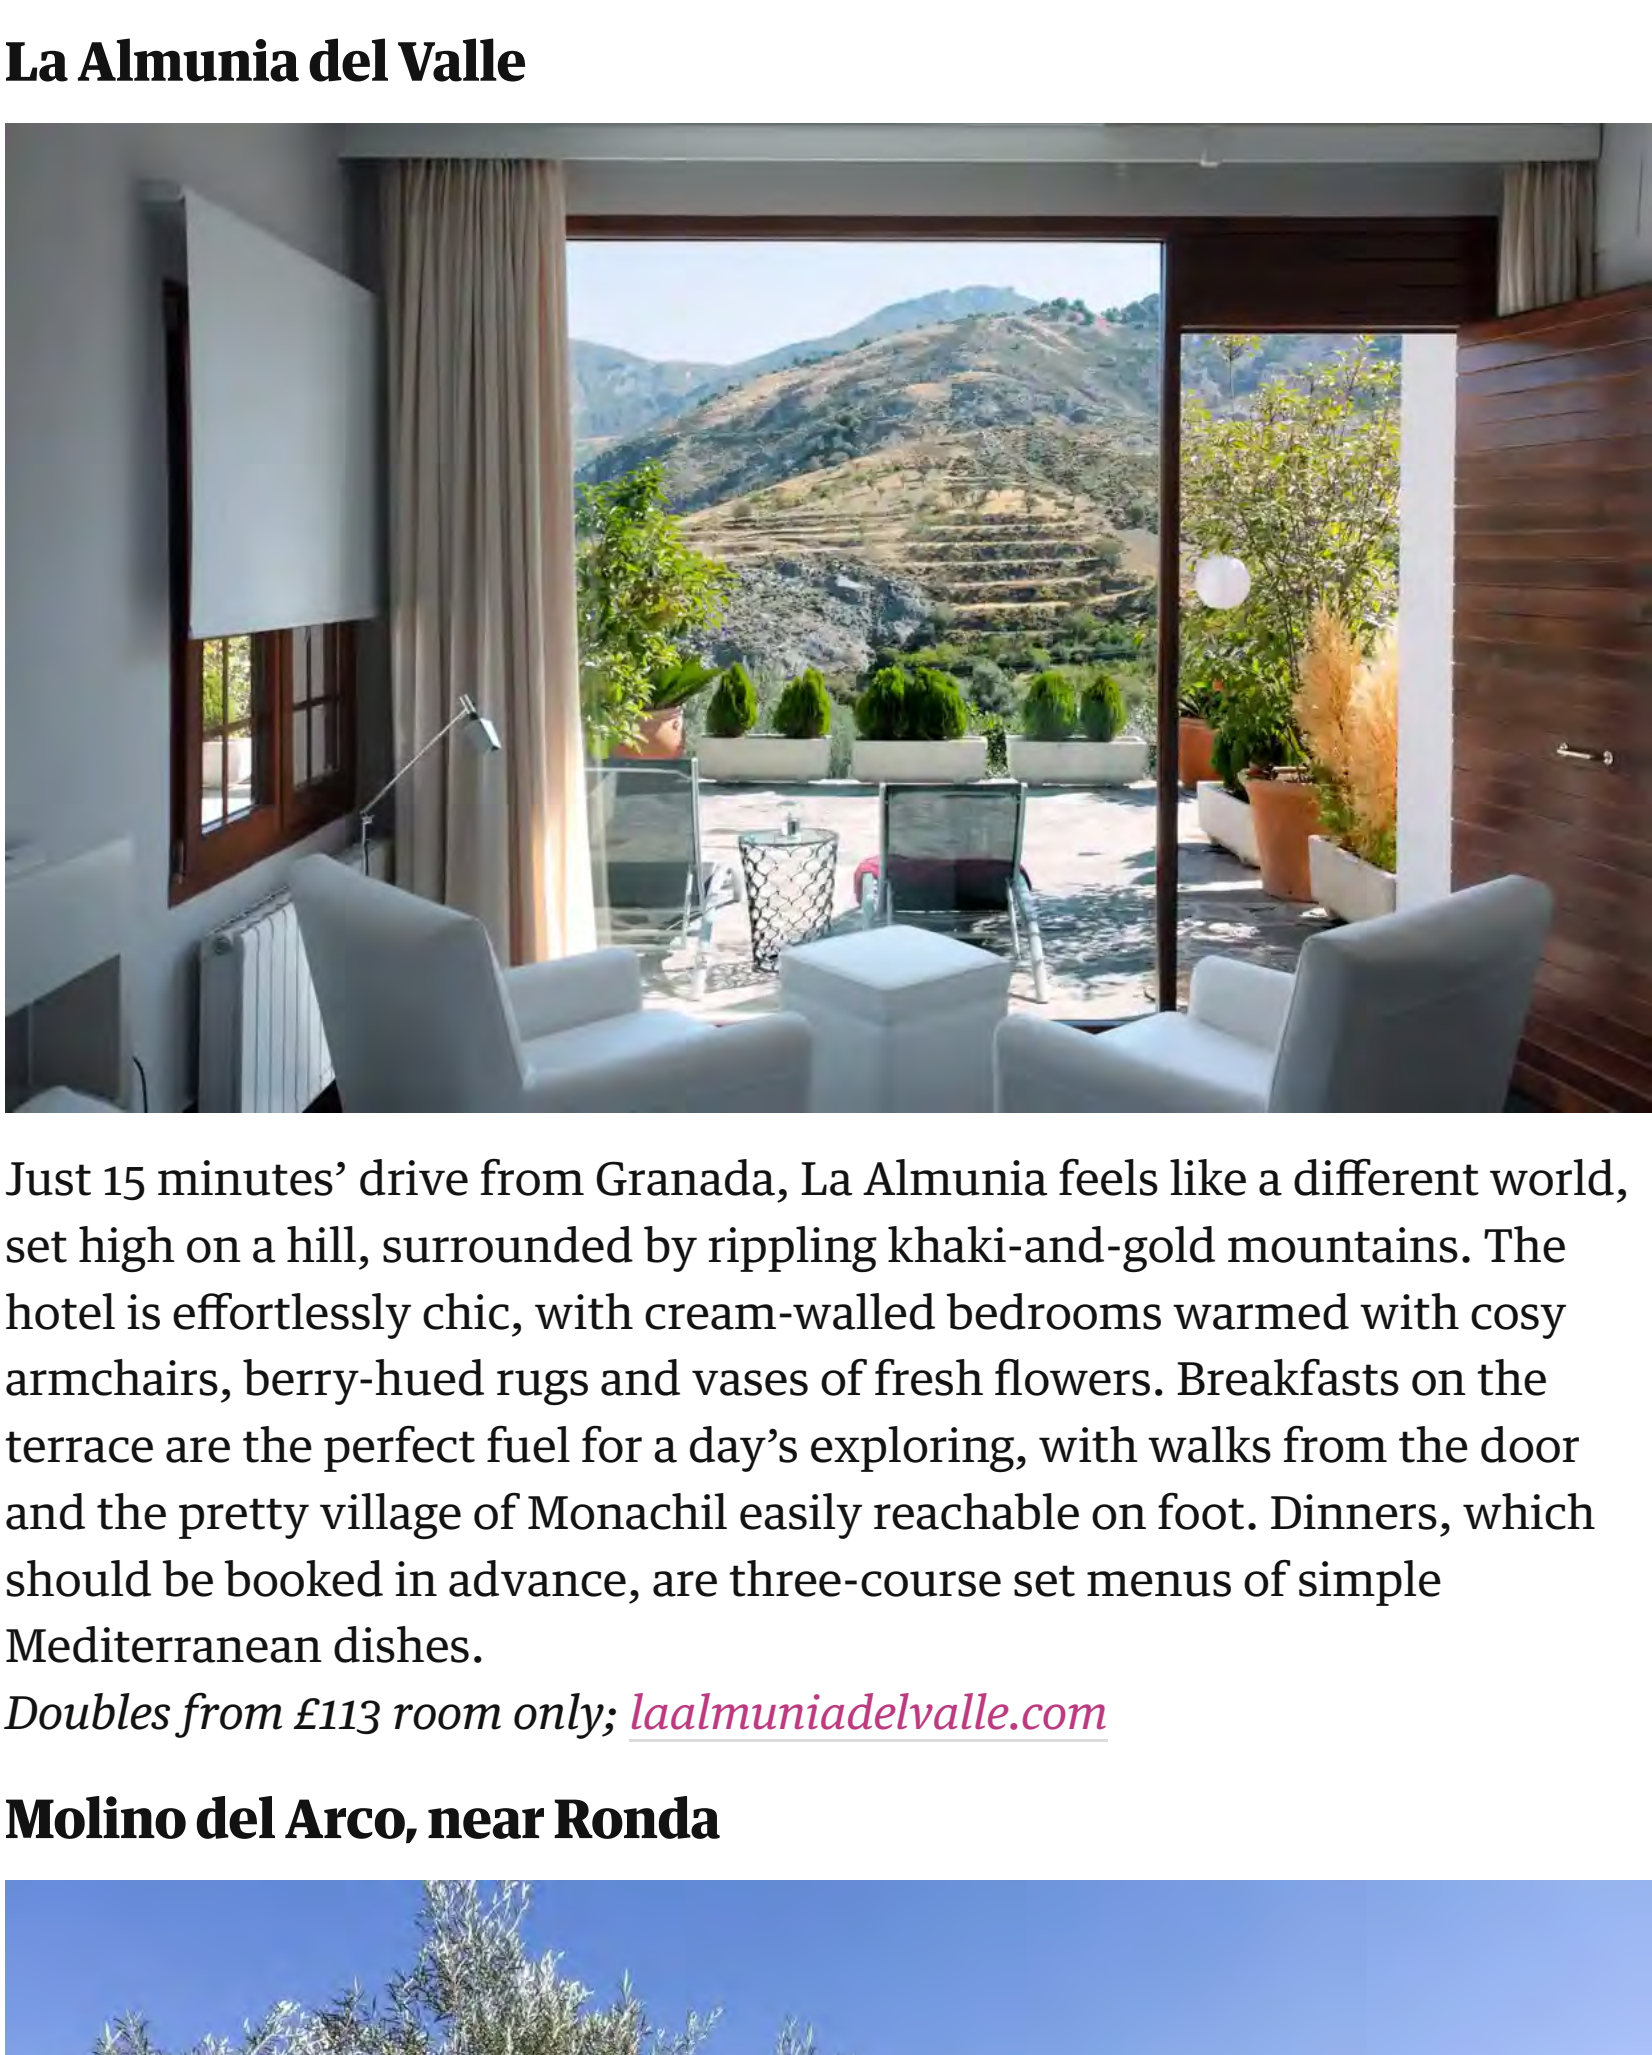 La Almunia del Valle
Just 15 minutes’ drive from Granada, La Almunia feels like a different world,
set high on a hill, surrounded by rippling khaki-and-gold mountains. The
hotel is effortlessly chic, with cream-walled bedrooms warmed with cosy
armchairs, berry-hued rugs and vases of fresh flowers. Breakfasts on the
terrace are the perfect fuel for a day’s exploring, with walks from the door
and the pretty village of Monachil easily reachable on foot. Dinners, which
should be booked in advance, are three-course set menus of simple
Mediterranean dishes.
Doubles from £113 room only; laalmuniadelvalle.com
Molino del Arco, near Ronda